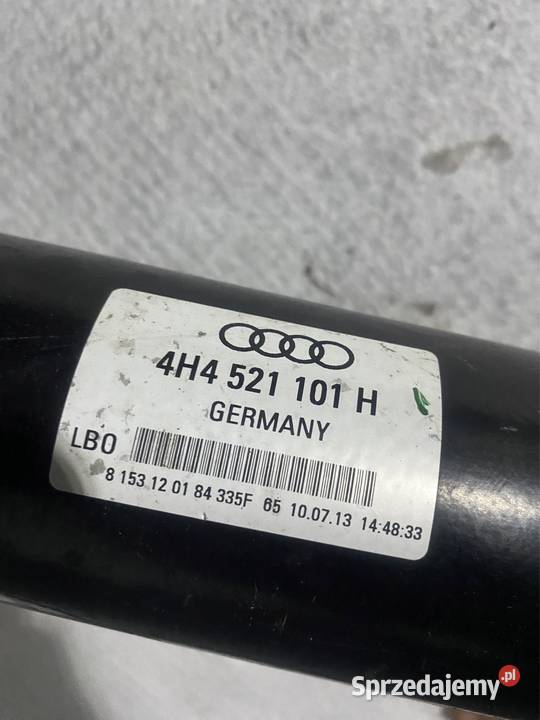 4H4 521 101 H
GERMANY
LBO
8 153 12 01 84 335F 65 10.07.13 14:48:33
Sprzedajemy.pl